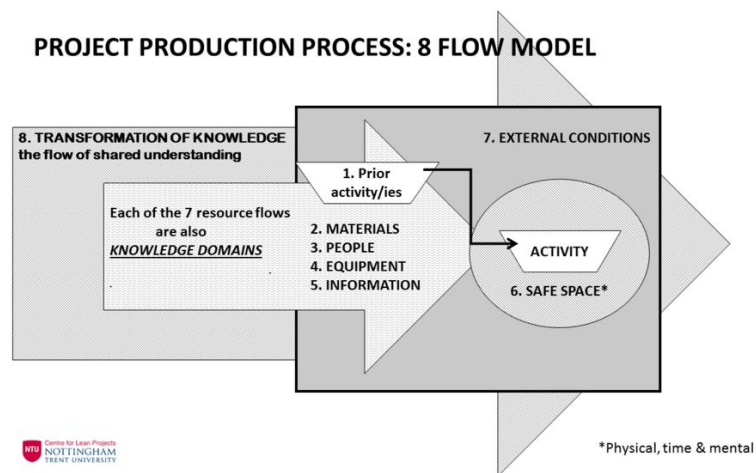 PROJECT PRODUCTION PROCESS: 8 FLOW MODEL
8. TRANSFORMATION OF KNOWLEDGE
the flow of shared understanding
7. EXTERNAL CONDITIONS
1. Prior
activity/ies
Each of the 7 resource flows
are also
KNOWLEDGE DOMAINS
.
2. MATERIALS
3. PEOPLE
4. EQUIPMENT
5. INFORMATION
ACTIVITY
6. SAFE SPACE*
NTU
Centre for Lean Projects
NOTTINGHAM
TRENT UNIVERSITY
*Physical, time & mental